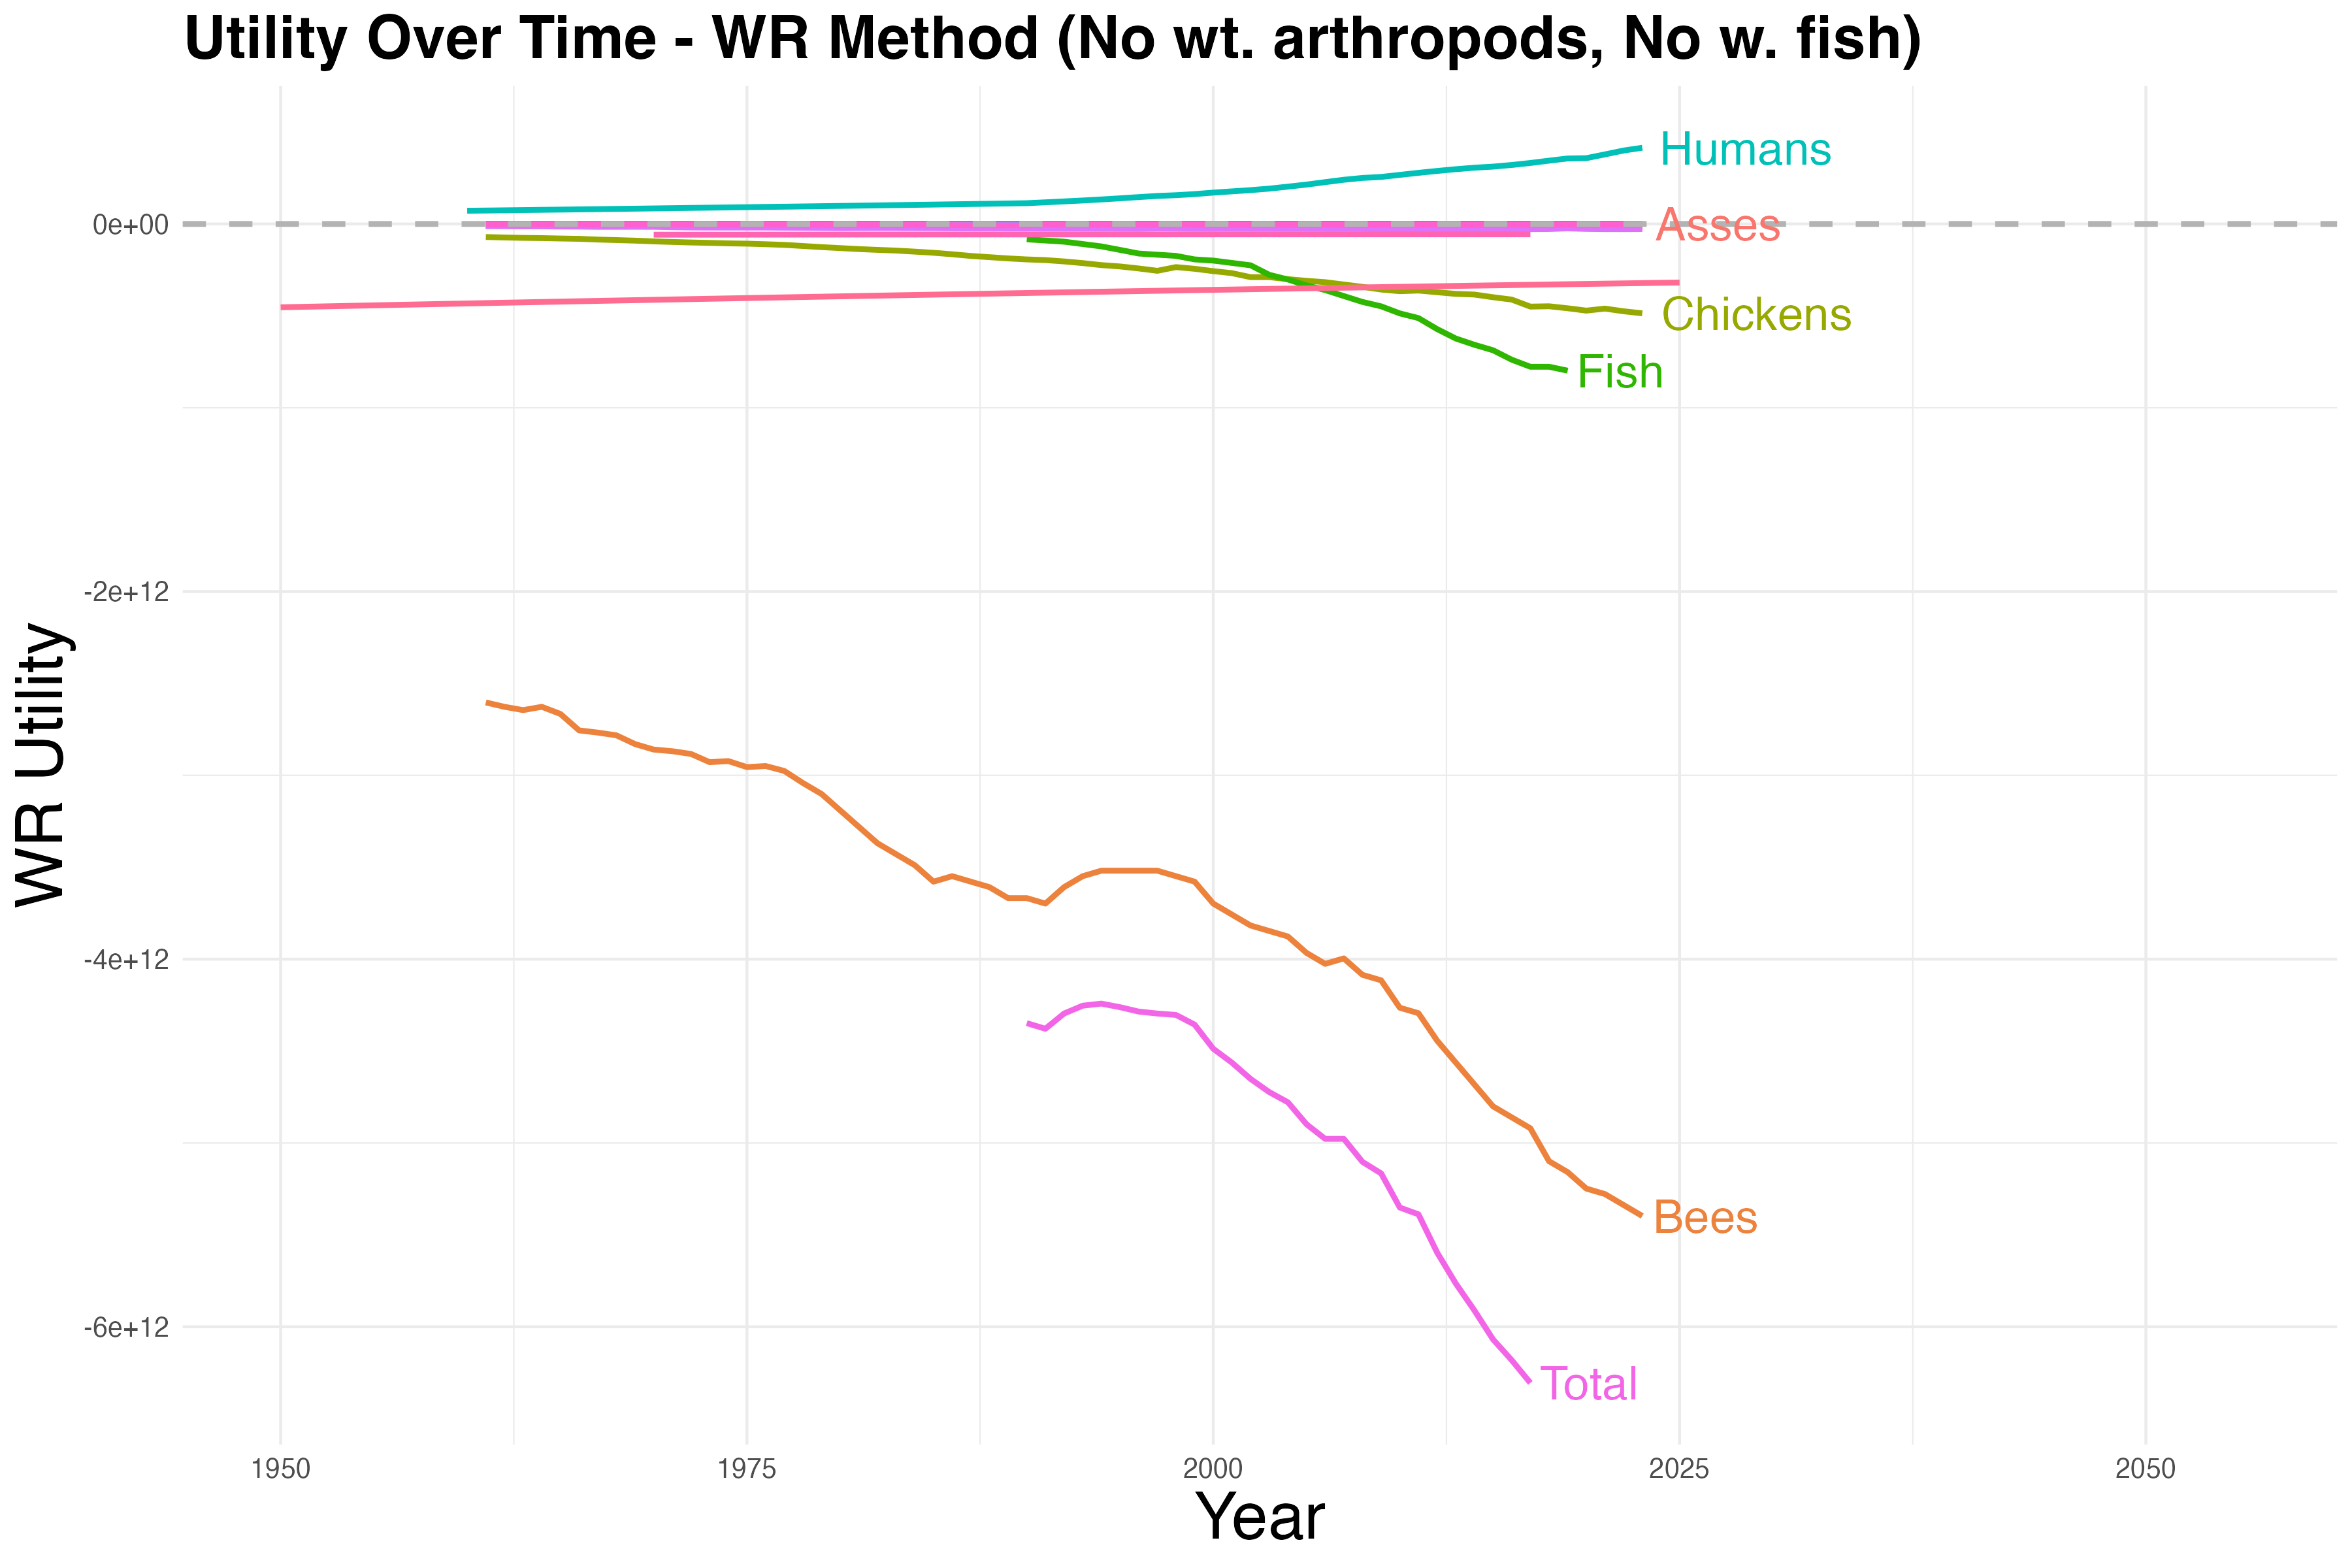 Utility Over Time - WR Method (No wt. arthropods, No w. fish)
Humans
0e+00
Asses
Chickens
Fish
-2e+12
WR Utility
-4e+12
Bees
-6e+12
Total
1950 1975 2000 2025 2050
Year